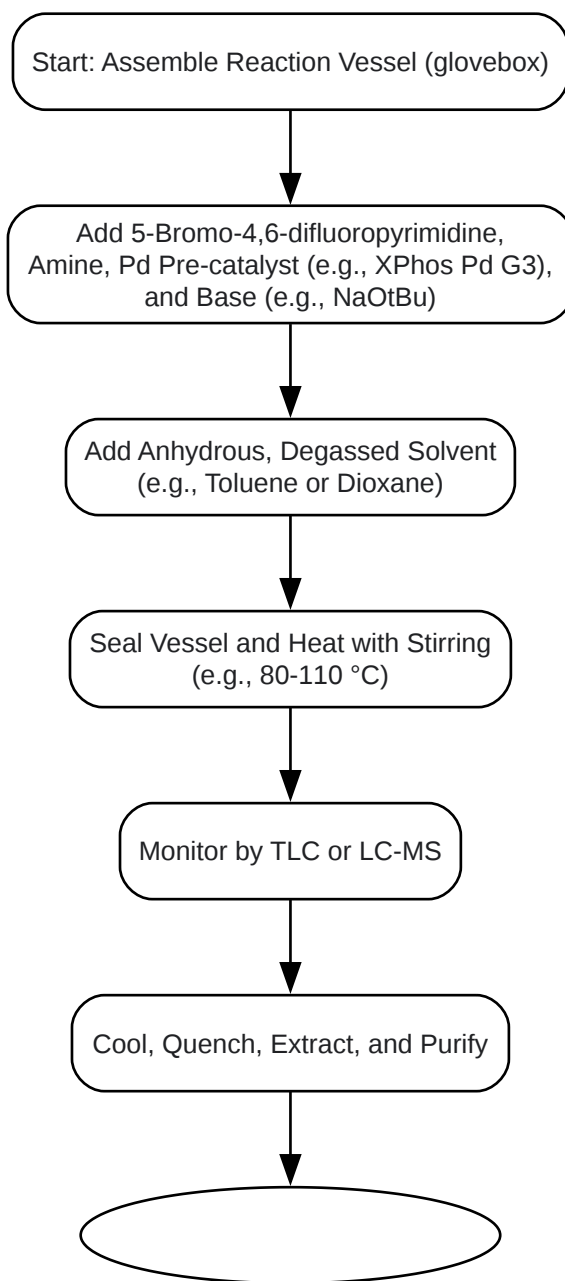 Start: Assemble Reaction Vessel (glovebox)
Add 5-Bromo-4,6-difluoropyrimidine,
Amine, Pd Pre-catalyst (e.g., XPhos Pd G3),
and Base (e.g., NaOtBu)
Add Anhydrous, Degassed Solvent
(e.g., Toluene or Dioxane)
Seal Vessel and Heat with Stirring
(e.g., 80-110 °C)
Monitor by TLC or LC-MS
Cool, Quench, Extract, and Purify